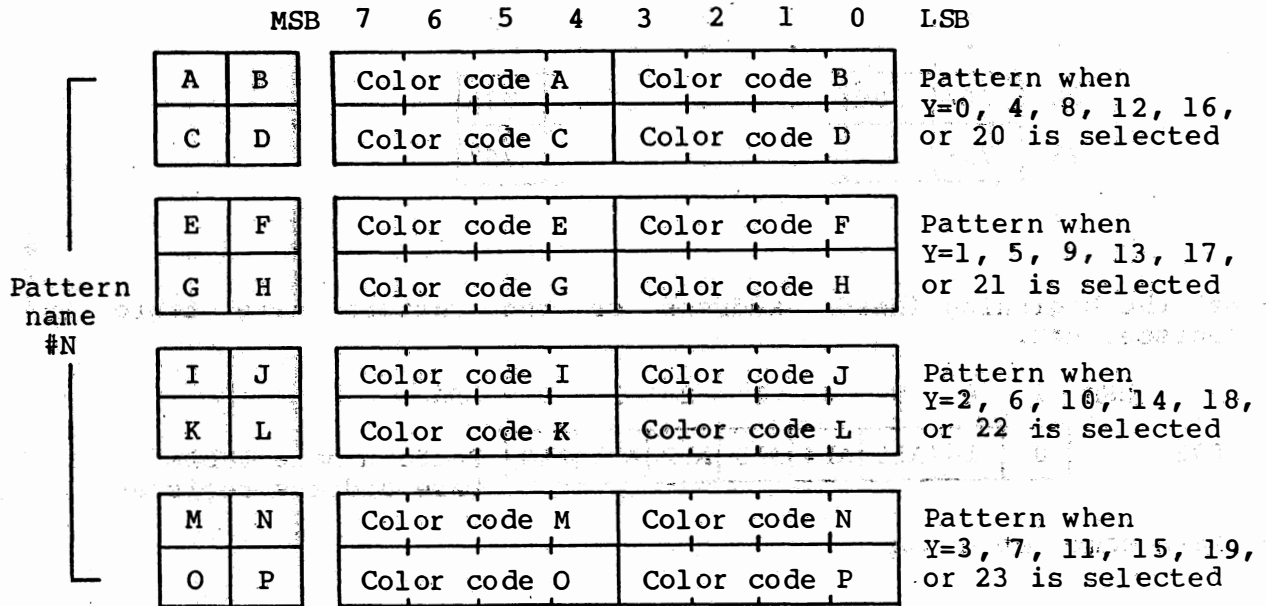 MSB 7 6 5 4 3 2 1 0 LSB
A B Color code A Color code B Pattern when
Y=0, 4, 8, 12, 16,
C D Color code C Color code D or 20 is selected
E F Color code E Color code F Pattern when
Y=1, 5, 9, 13, 17,
G H Color code G Color code H or 21 is selected
Pattern
name
#N
I J Color code I Color code J Pattern when
Y=2, 6, 10, 14, 18,
K L Color code K Color code L or 22 is selected
M N Color code M Color code N Pattern when
Y=3, 7, 11, 15, 19,
O P Color code O Color code P or 23 is selected